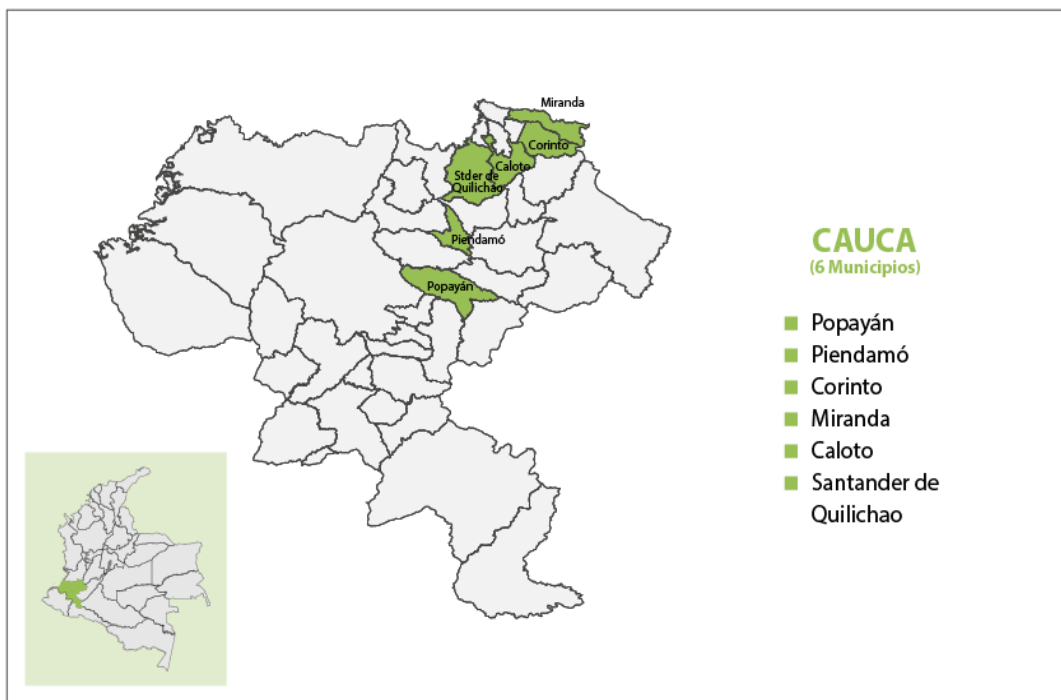 Miranda
Corinto
Caloto
Stder de
Quilichao
Piendamó
Popayán
CAUCA
(6 Municipios)
Popayán
Piendamó
Corinto
Miranda
Caloto
Santander de
Quilichao